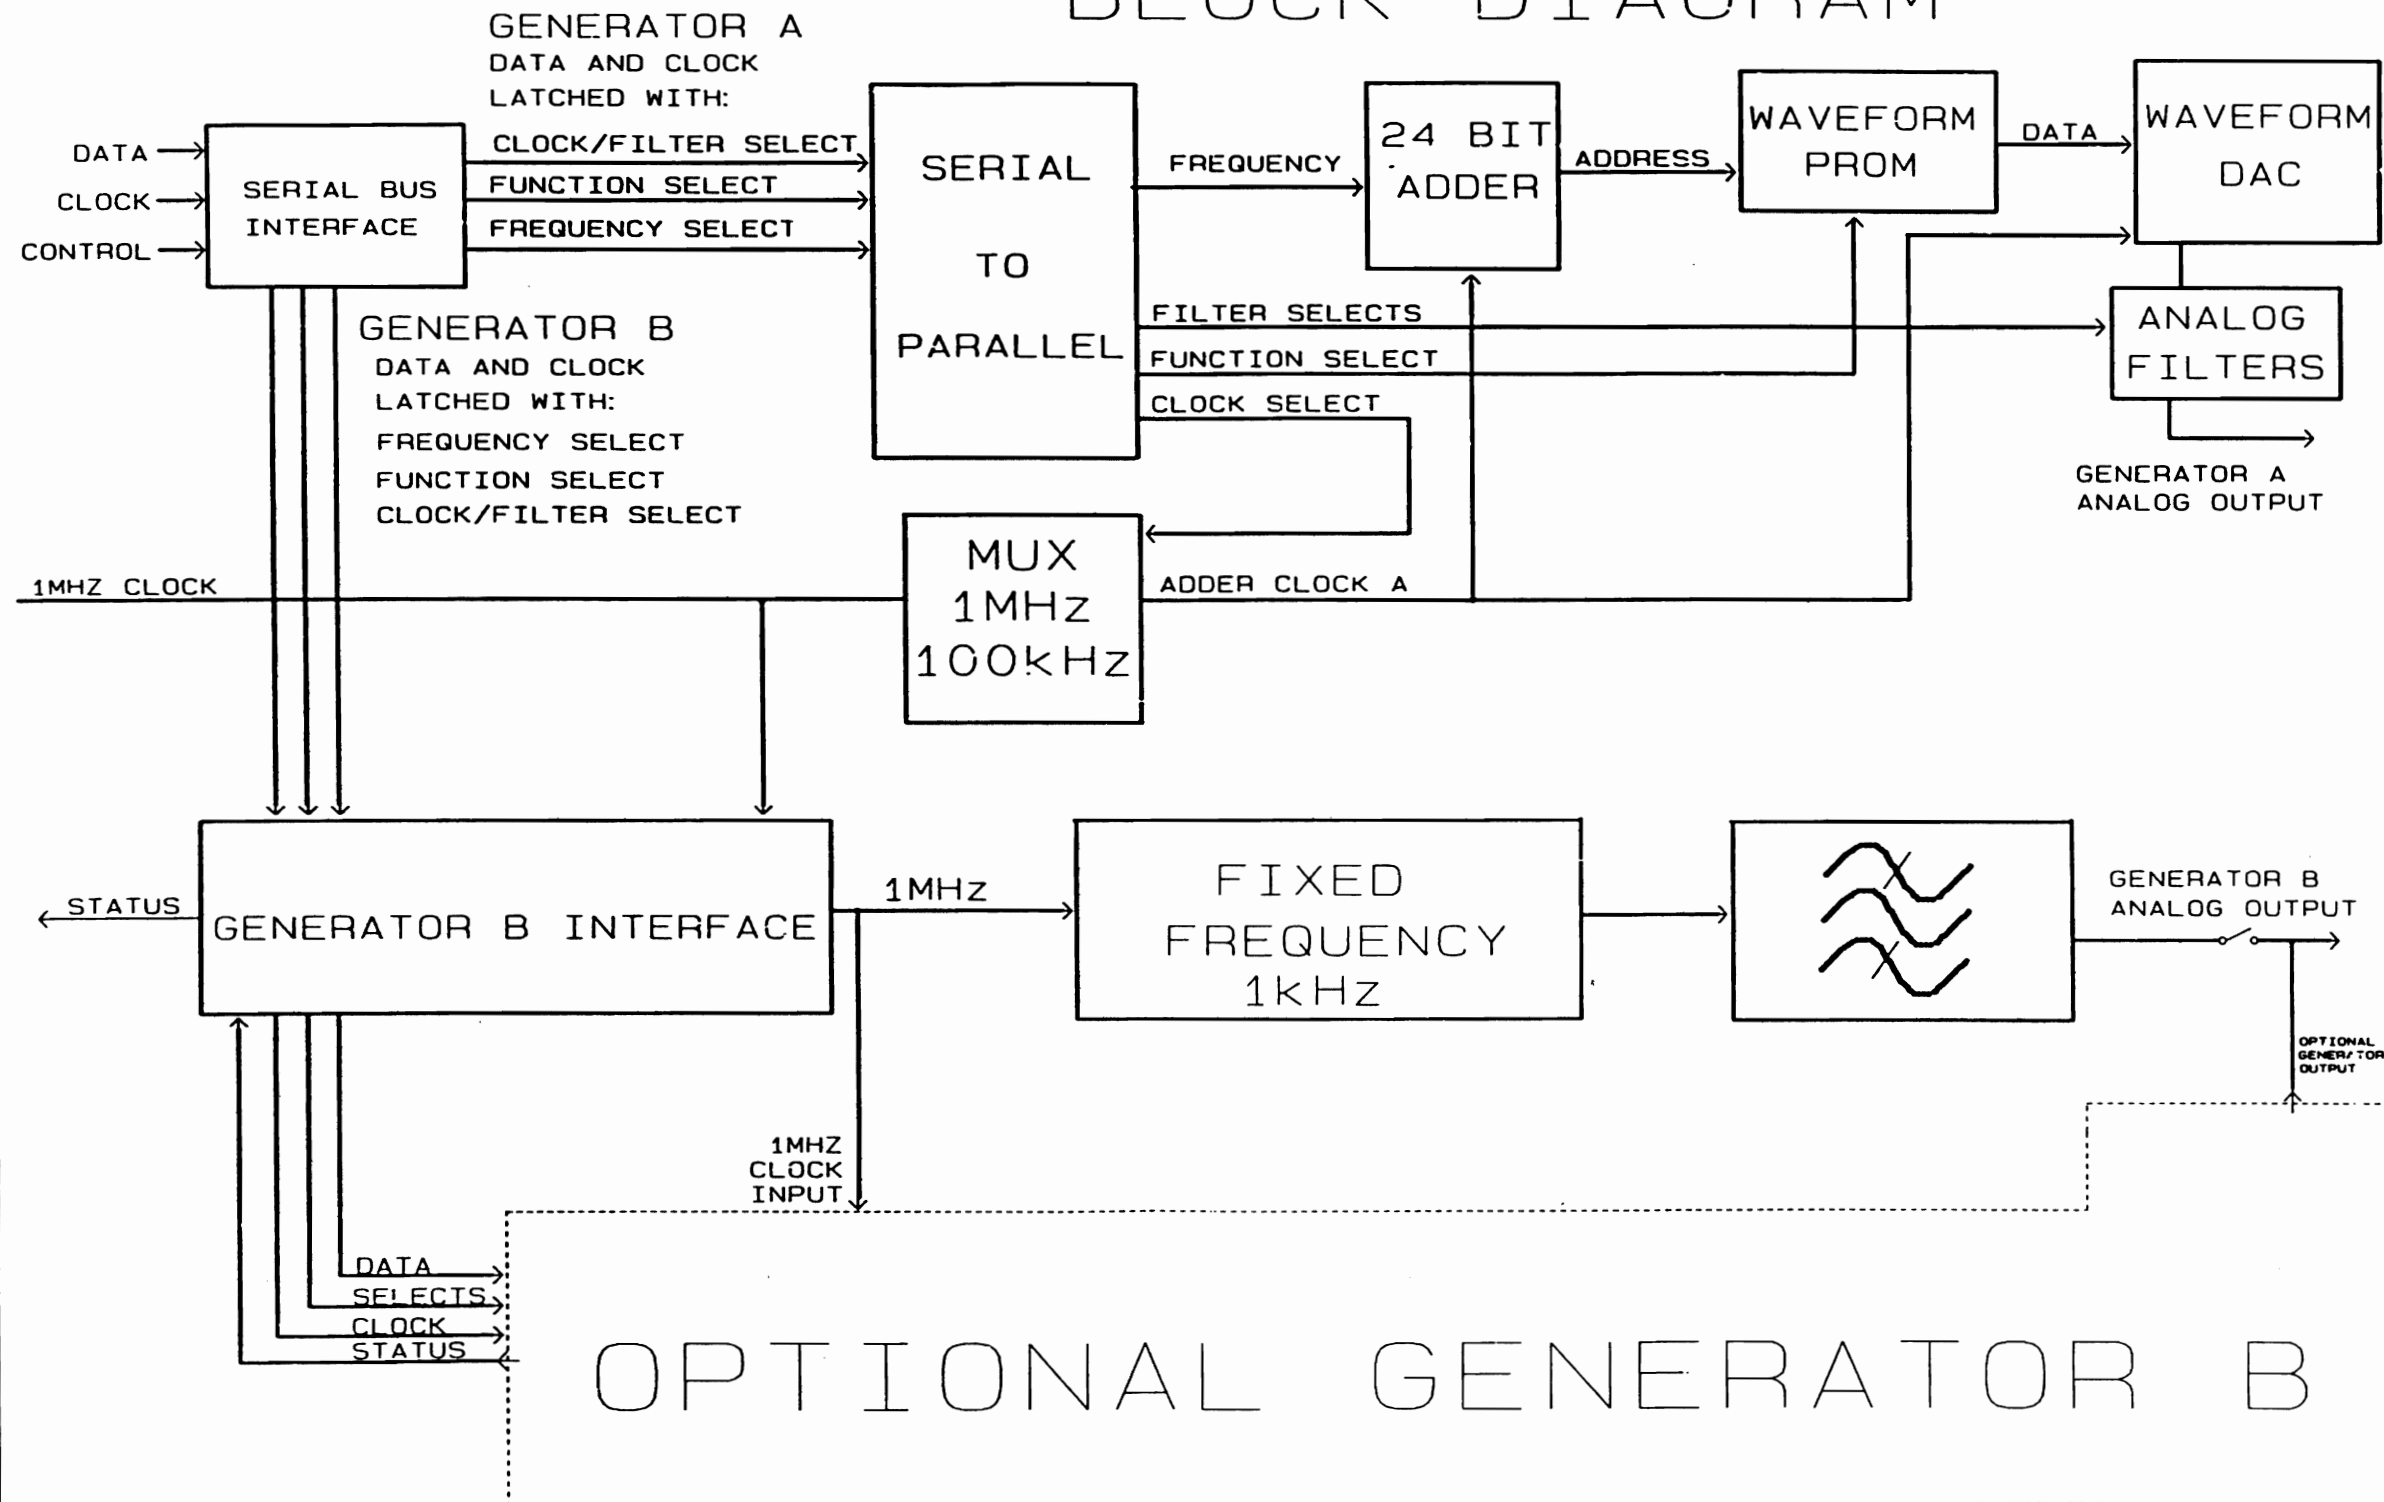 BLOCK DIAGRAM
GENERATOR A
DATA AND CLOCK
LATCHED WITH:
CLOCK/FILTER SELECT
FUNCTION SELECT
FREQUENCY SELECT
DATA
CLOCK
CONTROL
SERIAL BUS
INTERFACE
SERIAL
TO
PARALLEL
FREQUENCY
24 BIT
ADDER
ADDRESS
WAVEFORM
PROM
DATA
WAVEFORM
DAC
FILTER SELECTS
FUNCTION SELECT
CLOCK SELECT
ANALOG
FILTERS
GENERATOR A
ANALOG OUTPUT
GENERATOR B
DATA AND CLOCK
LATCHED WITH:
FREQUENCY SELECT
FUNCTION SELECT
CLOCK/FILTER SELECT
1MHZ CLOCK
MUX
1MHz
100kHz
ADDER CLOCK A
STATUS
GENERATOR B INTERFACE
1MHz
FIXED
FREQUENCY
1kHz
GENERATOR B
ANALOG OUTPUT
OPTIONAL
GENERATOR
OUTPUT
1MHZ
CLOCK
INPUT
DATA
SELECTS
CLOCK
STATUS
OPTIONAL GENERATOR B